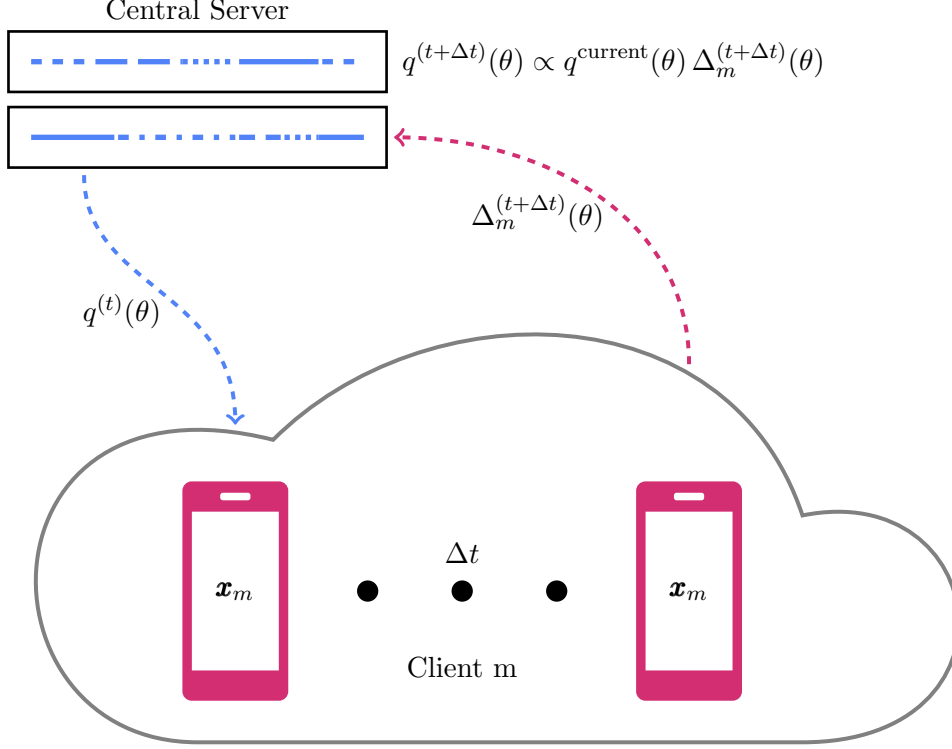 Central Server
q^{(t+Δt)}(θ) ∝ q^{current}(θ) Δ_m^{(t+Δt)}(θ)
Δ_m^{(t+Δt)}(θ)
q^{(t)}(θ)
Δt
x_m
x_m
Client m